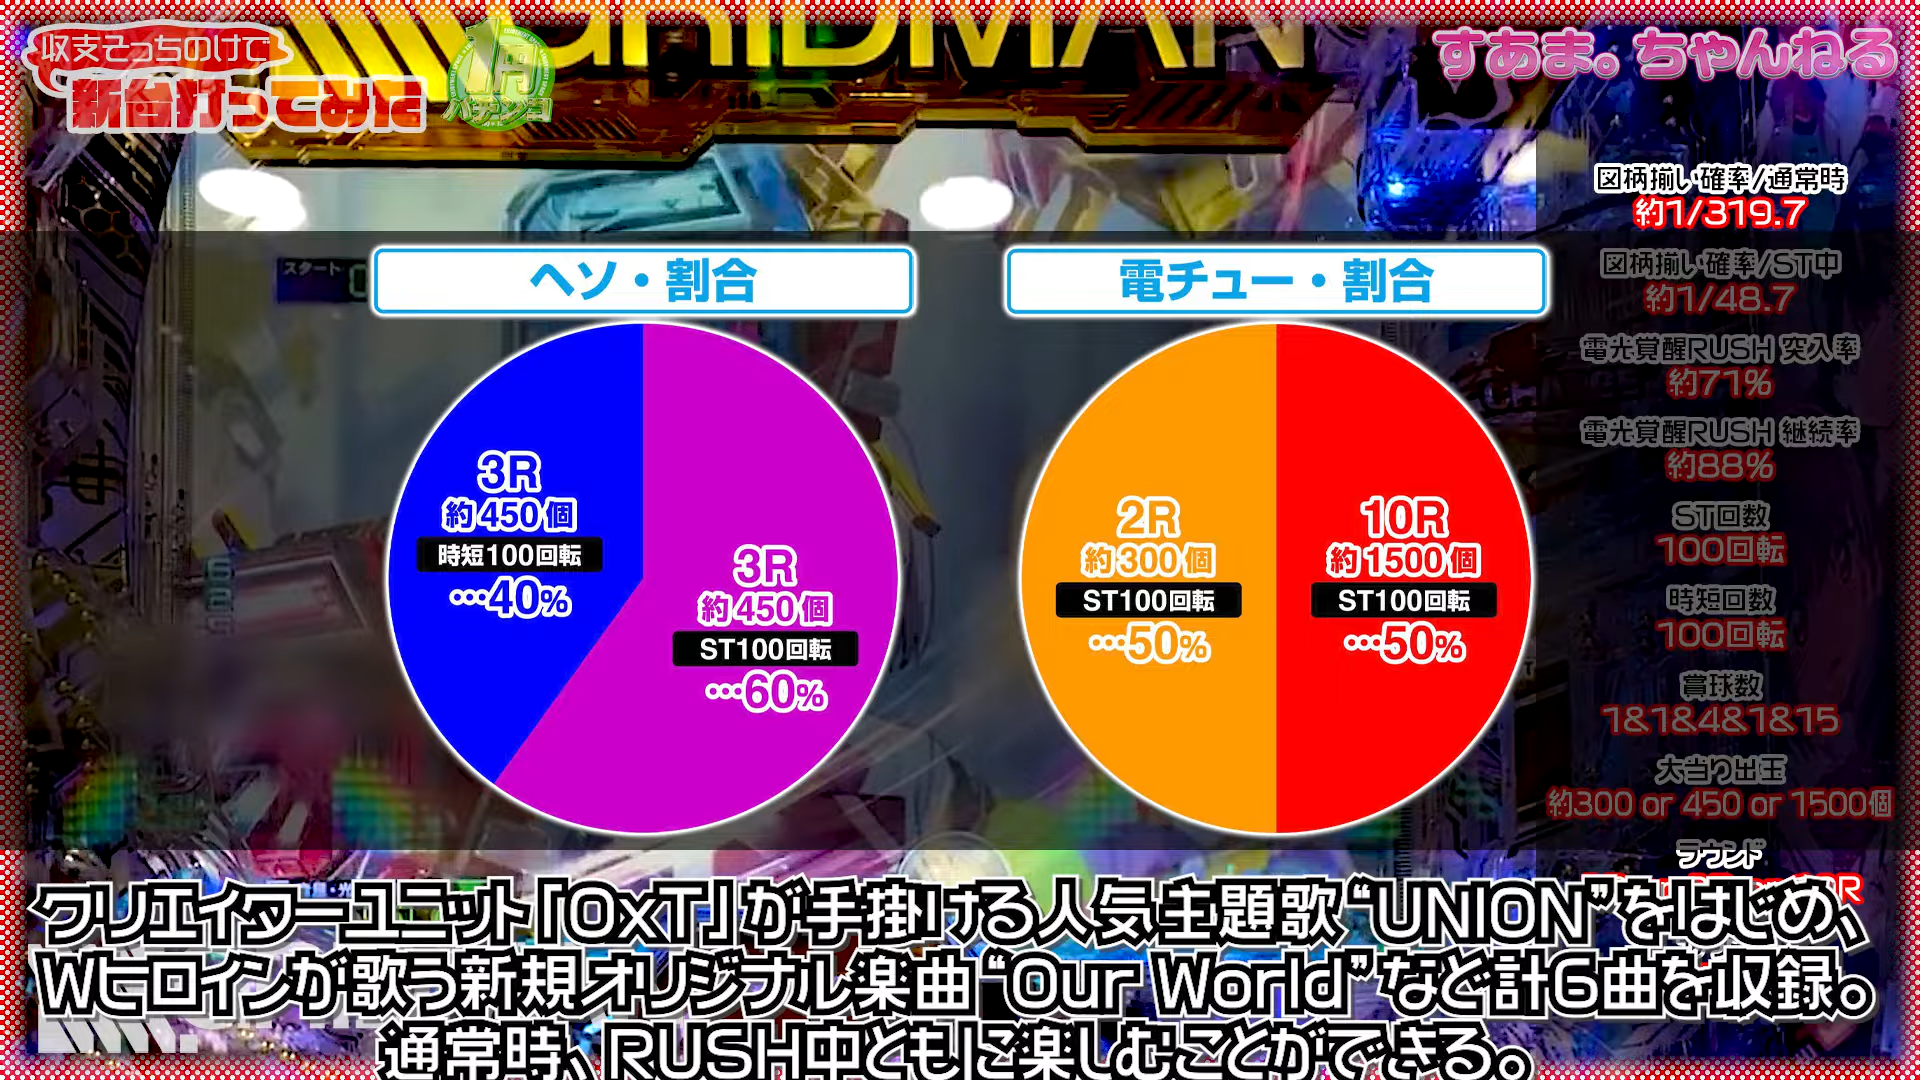 収支そっちのけで
新台打ってみた
1円
パチンコ
GRIDMAN
すあま。ちゃんねる
スタート
ヘソ・割合
3R
約450個
時短100回転
…40%
3R
約450個
ST100回転
…60%
電チュー・割合
2R
約300個
ST100回転
…50%
10R
約1500個
ST100回転
…50%
図柄揃い確率/通常時
約1/319.7
図柄揃い確率/ST中
約1/48.7
電光覚醒RUSH 突入率
約71%
電光覚醒RUSH 継続率
約88%
ST回数
100回転
時短回数
100回転
賞球数
1&1&4&1&15
大当り出玉
約300 or 450 or 1500個
ラウンド
クリエイターユニット「OxT」が手掛ける人気主題歌“UNION”をはじめ、
Wヒロインが歌う新規オリジナル楽曲“Our World”など計6曲を収録。
通常時、RUSH中ともに楽しむことができる。